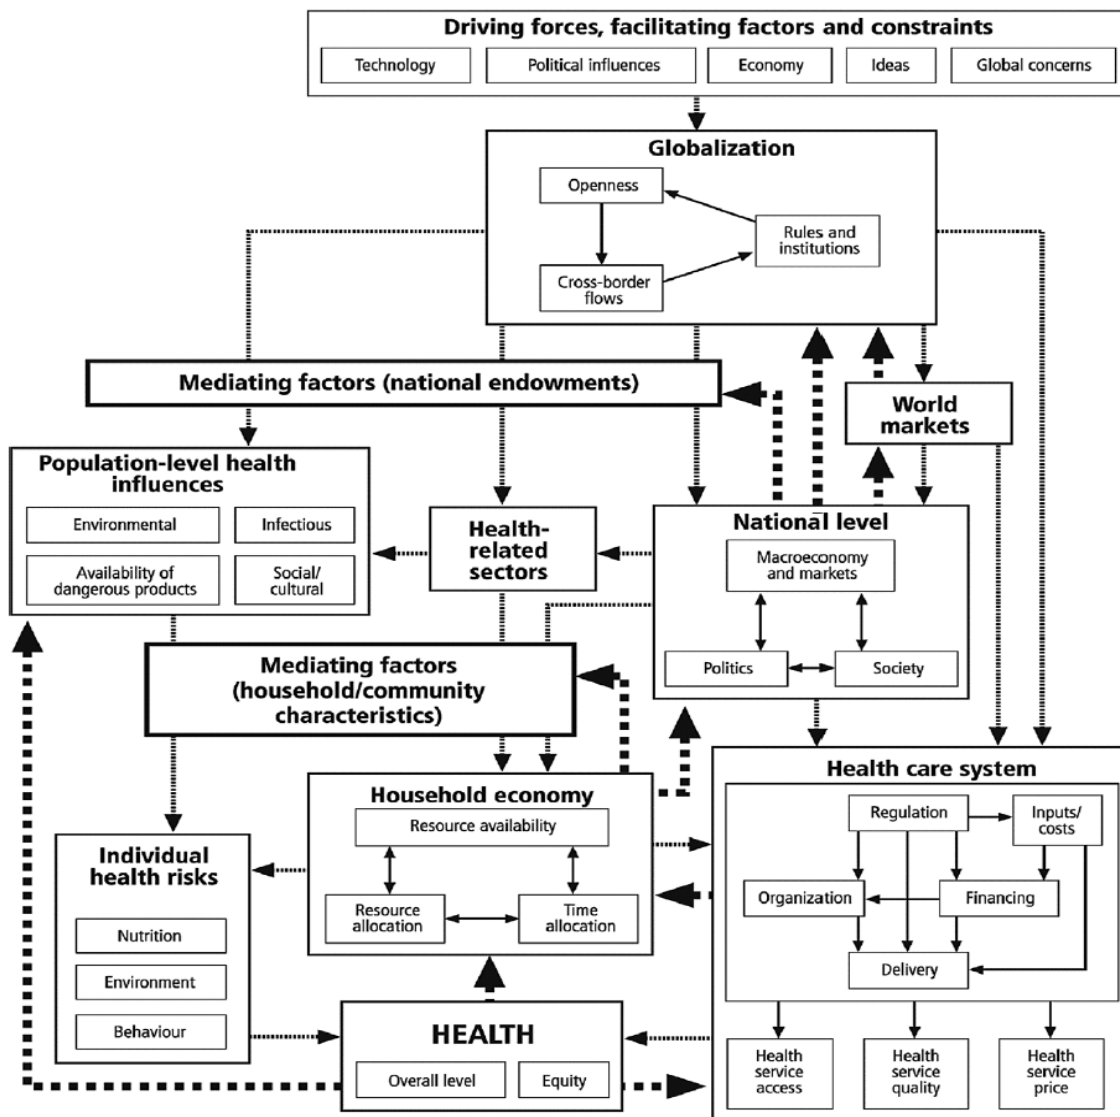 Driving forces, facilitating factors and constraints
Technology
Political influences
Economy
Ideas
Global concerns
Globalization
Openness
Rules and
institutions
Cross-border
flows
Mediating factors (national endowments)
World
markets
Population-level health
influences
Environmental
Infectious
Availability of
dangerous products
Social/
cultural
Health-
related
sectors
National level
Macroeconomy
and markets
Politics
Society
Mediating factors
(household/community
characteristics)
Household economy
Resource availability
Resource
allocation
Time
allocation
Health care system
Regulation
Inputs/
costs
Organization
Financing
Delivery
Individual
health risks
Nutrition
Environment
Behaviour
HEALTH
Overall level
Equity
Health
service
access
Health
service
quality
Health
service
price